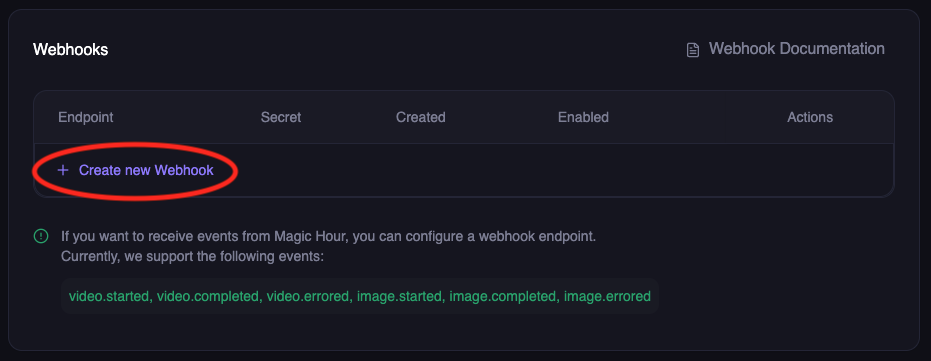 Webhooks
Webhook Documentation
Endpoint Secret Created Enabled Actions
+ Create new Webhook
If you want to receive events from Magic Hour, you can configure a webhook endpoint.
Currently, we support the following events:
video.started, video.completed, video.errored, image.started, image.completed, image.errored